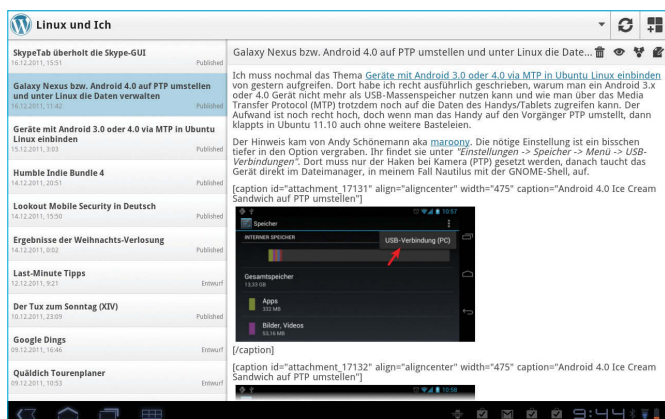 Linux und Ich
SkypeTab überholt die Skype-GUI
16.12.2011, 15:51 Published
Galaxy Nexus bzw. Android 4.0 auf PTP umstellen
und unter Linux die Daten verwalten
16.12.2011, 11:42 Published
Geräte mit Android 3.0 oder 4.0 via MTP in Ubuntu
Linux einbinden
15.12.2011, 3:03 Published
Humble Indie Bundle 4
14.12.2011, 20:51 Published
Lookout Mobile Security in Deutsch
14.12.2011, 15:50 Published
Ergebnisse der Weihnachts-Verlosung
14.12.2011, 0:02 Published
Last-Minute Tipps
12.12.2011, 9:21 Entwurf
Der Tux zum Sonntag (XIV)
10.12.2011, 23:09 Published
Google Dings
09.12.2011, 16:46 Entwurf
Quäldich Tourenplaner
09.12.2011, 10:53 Entwurf
Galaxy Nexus bzw. Android 4.0 auf PTP umstellen und unter Linux die Date...
Ich muss nochmal das Thema Geräte mit Android 3.0 oder 4.0 via MTP in Ubuntu Linux einbinden
von gestern aufgreifen. Dort habe ich recht ausführlich geschrieben, warum man ein Android 3.x
oder 4.0 Gerät nicht mehr als USB-Massenspeicher nutzen kann und wie man über das Media
Transfer Protocol (MTP) trotzdem noch auf die Daten des Handys/Tablets zugreifen kann. Der
Aufwand ist noch recht hoch, doch wenn man das Handy auf den Vorgänger PTP umstellt, dann
klappts in Ubuntu 11.10 auch ohne weitere Basteleien.
Der Hinweis kam von Andy Schönemann aka maroony. Die nötige Einstellung ist ein bisschen
tiefer in den Option vergraben. Ihr findet sie unter "Einstellungen -> Speicher -> Menü -> USB-
Verbindungen". Dort muss nur der Haken bei Kamera (PTP) gesetzt werden, danach taucht das
Gerät direkt im Dateimanager, in meinem Fall Nautilus mit der GNOME-Shell, auf.
[caption id="attachment_17131" align="aligncenter" width="475" caption="Android 4.0 Ice Cream
Sandwich auf PTP umstellen"]
10:57
Speicher
INTERNER SPEICHER
USB-Verbindung (PC)
Gesamtspeicher
13,33 GB
Apps
332 MB
Bilder, Videos
53,16 MB
[/caption]
[caption id="attachment_17132" align="aligncenter" width="475" caption="Android 4.0 Ice Cream
Sandwich auf PTP umstellen"]
10:58
9:44